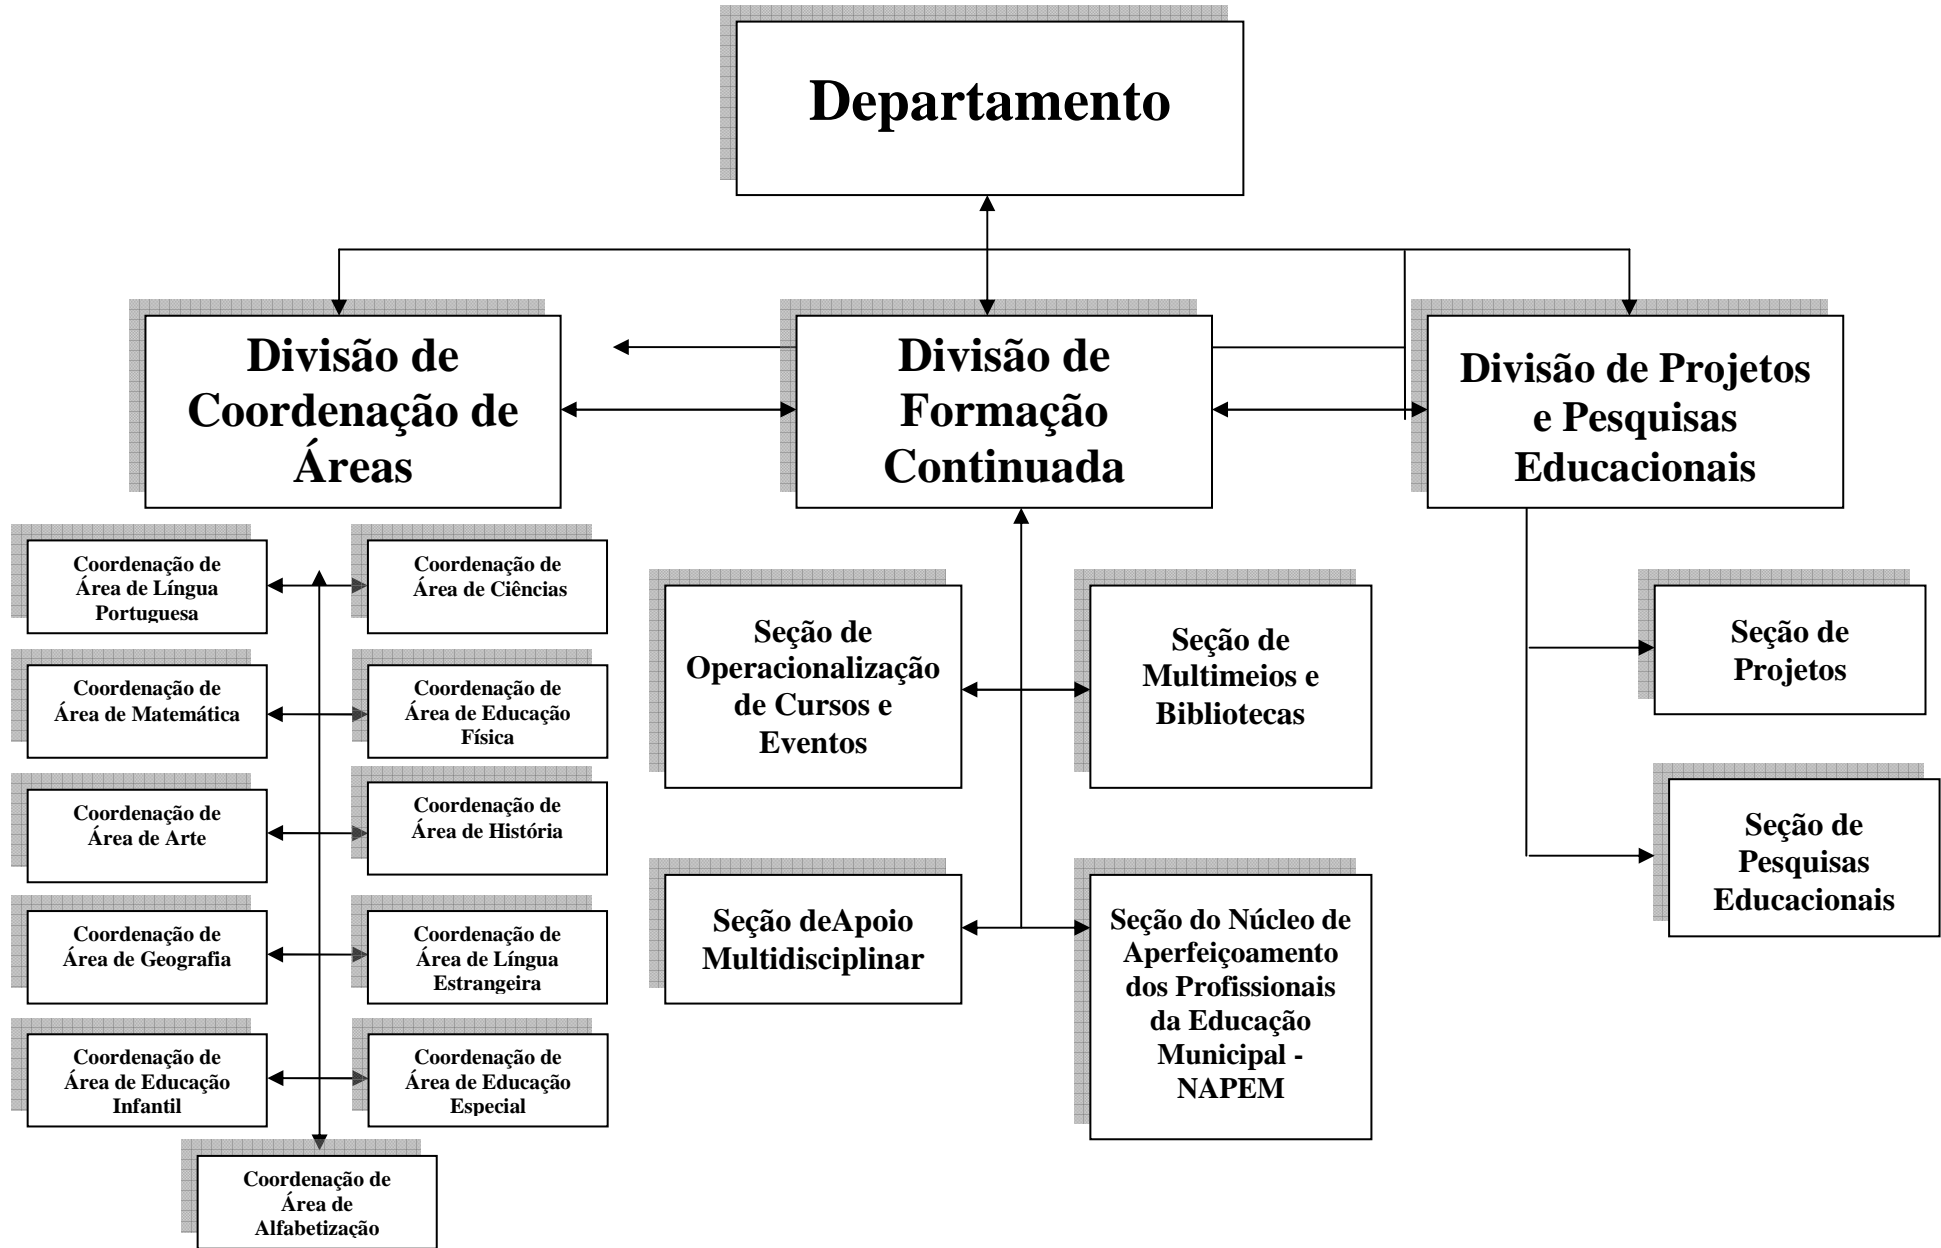 Departamento
Divisão de
Coordenação de
Áreas
Divisão de
Formação
Continuada
Divisão de Projetos
e Pesquisas
Educacionais
Coordenação de
Área de Língua
Portuguesa
Coordenação de
Área de Ciências
Coordenação de
Área de Matemática
Coordenação de
Área de Educação
Física
Coordenação de
Área de Arte
Coordenação de
Área de História
Coordenação de
Área de Geografia
Coordenação de
Área de Língua
Estrangeira
Coordenação de
Área de Educação
Infantil
Coordenação de
Área de Educação
Especial
Coordenação de
Área de
Alfabetização
Seção de
Operacionalização
de Cursos e
Eventos
Seção de
Multimeios e
Bibliotecas
Seção deApoio
Multidisciplinar
Seção do Núcleo de
Aperfeiçoamento
dos Profissionais
da Educação
Municipal -
NAPEM
Seção de
Projetos
Seção de
Pesquisas
Educacionais